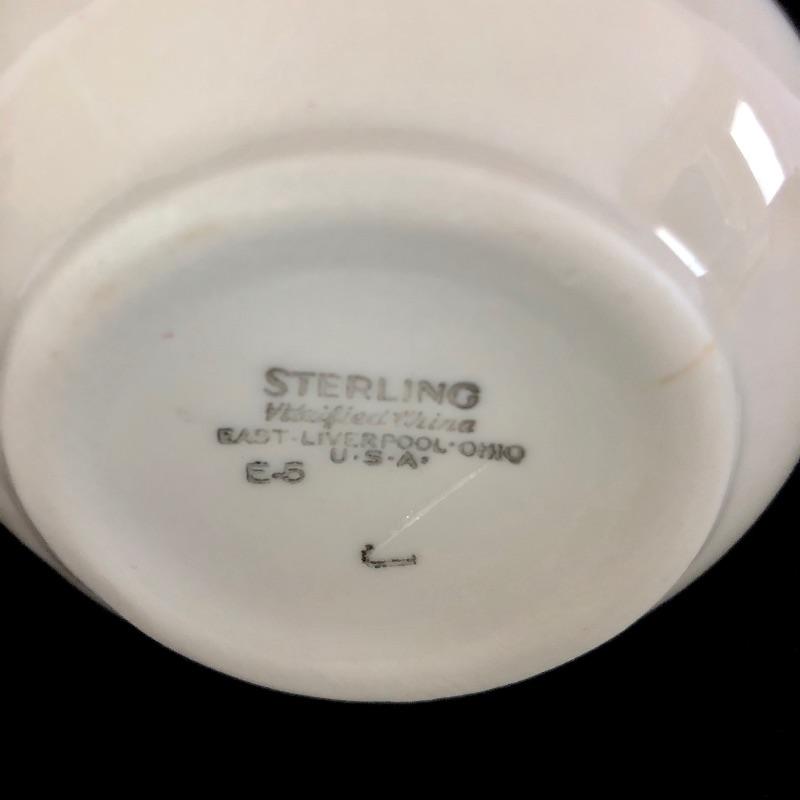 STERLING
Vitrified China
EAST-LIVERPOOL·OHIO
U·S·A·
E-5